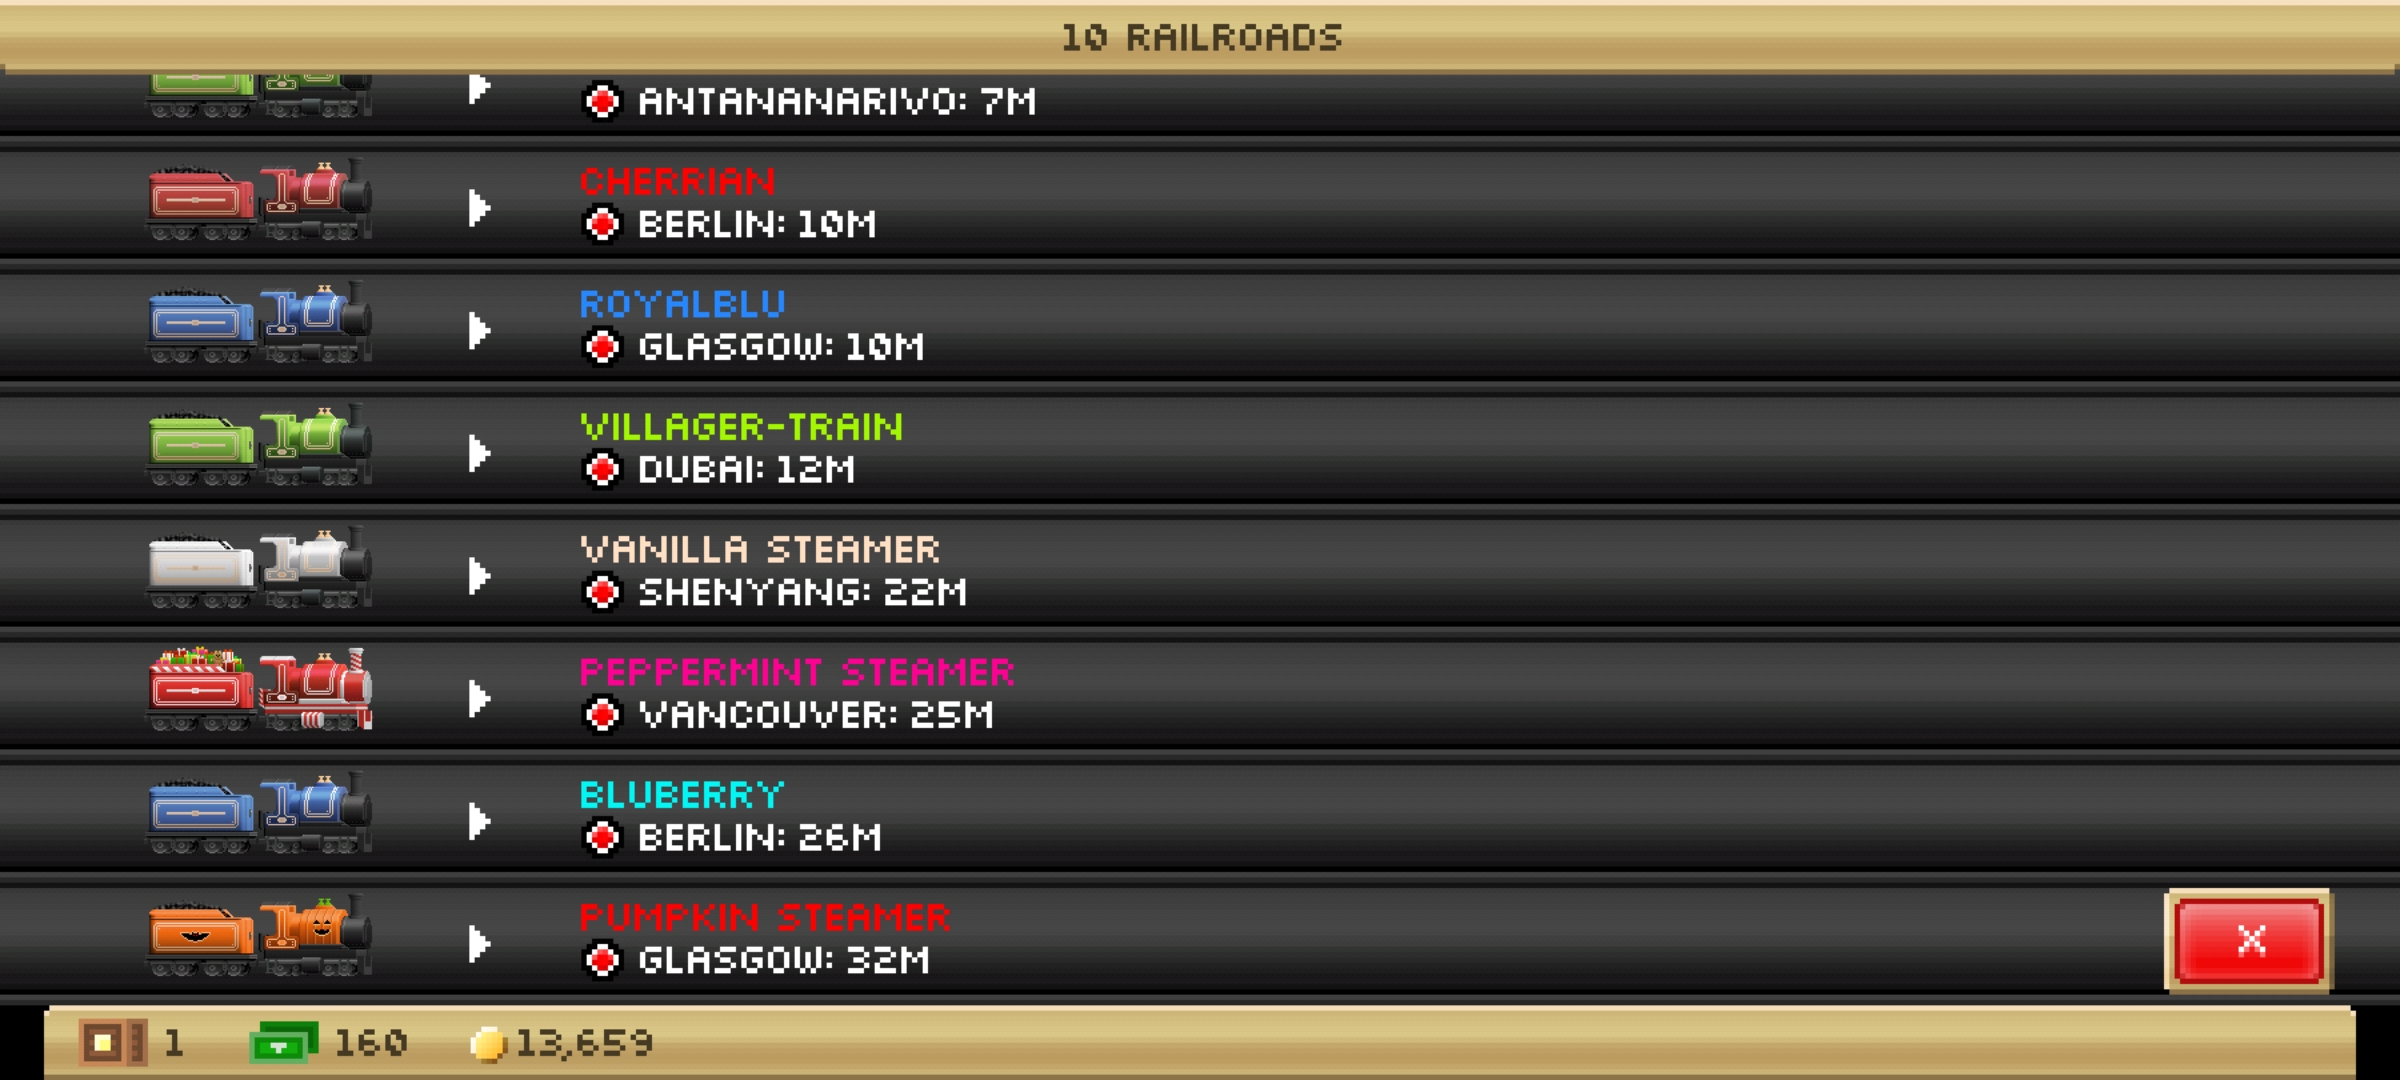 10 RAILROADS
ANTANANARIVO: 7M
CHERRIAN
BERLIN: 10M
ROYALBLU
GLASGOW: 10M
VILLAGER-TRAIN
DUBAI: 12M
VANILLA STEAMER
SHENYANG: 22M
PEPPERMINT STEAMER
VANCOUVER: 25M
BLUBERRY
BERLIN: 26M
PUMPKIN STEAMER
GLASGOW: 32M
X
1 160 13,659